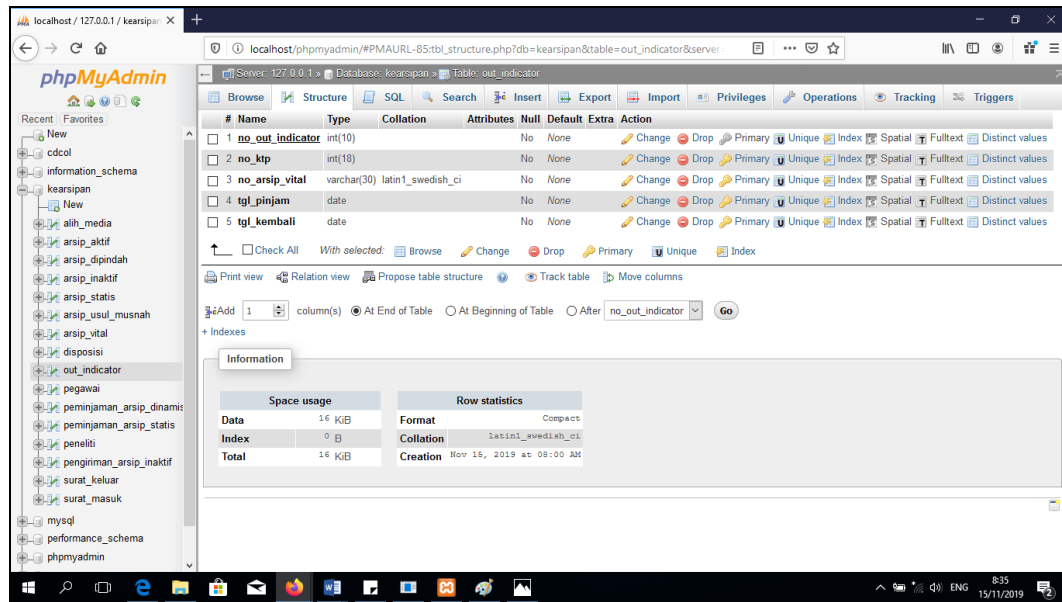 localhost / 127.0.0.1 / kearsipan
localhost/phpmyadmin/#PMAURL-85:tbl_structure.php?db=kearsipan&table=out_indicator&server
phpMyAdmin
Recent Favorites
New
cdcol
information_schema
kearsipan
New
alih_media
arsip_aktif
arsip_dipindah
arsip_inaktif
arsip_statis
arsip_usul_musnah
arsip_vital
disposisi
out_indicator
pegawai
peminjaman_arsip_dinamis
peminjaman_arsip_statis
peneliti
pengiriman_arsip_inaktif
surat_keluar
surat_masuk
mysql
performance_schema
phpmyadmin
Server: 127.0.0.1 » Database: kearsipan » Table: out_indicator
Browse Structure SQL Search Insert Export Import Privileges Operations Tracking Triggers
# Name Type Collation Attributes Null Default Extra Action
1 no_out_indicator int(10) No None Change Drop Primary Unique Index Spatial Fulltext Distinct values
2 no_ktp int(18) No None Change Drop Primary Unique Index Spatial Fulltext Distinct values
3 no_arsip_vital varchar(30) latin1_swedish_ci No None Change Drop Primary Unique Index Spatial Fulltext Distinct values
4 tgl_pinjam date No None Change Drop Primary Unique Index Spatial Fulltext Distinct values
5 tgl_kembali date No None Change Drop Primary Unique Index Spatial Fulltext Distinct values
Check All With selected: Browse Change Drop Primary Unique Index
Print view Relation view Propose table structure Track table Move columns
Add 1 column(s) At End of Table At Beginning of Table After no_out_indicator Go
+ Indexes
Information
Space usage
Data 16 KiB
Index 0 B
Total 16 KiB
Row statistics
Format Compact
Collation latin1_swedish_ci
Creation Nov 15, 2019 at 08:00 AM
ENG
8:35
15/11/2019
2